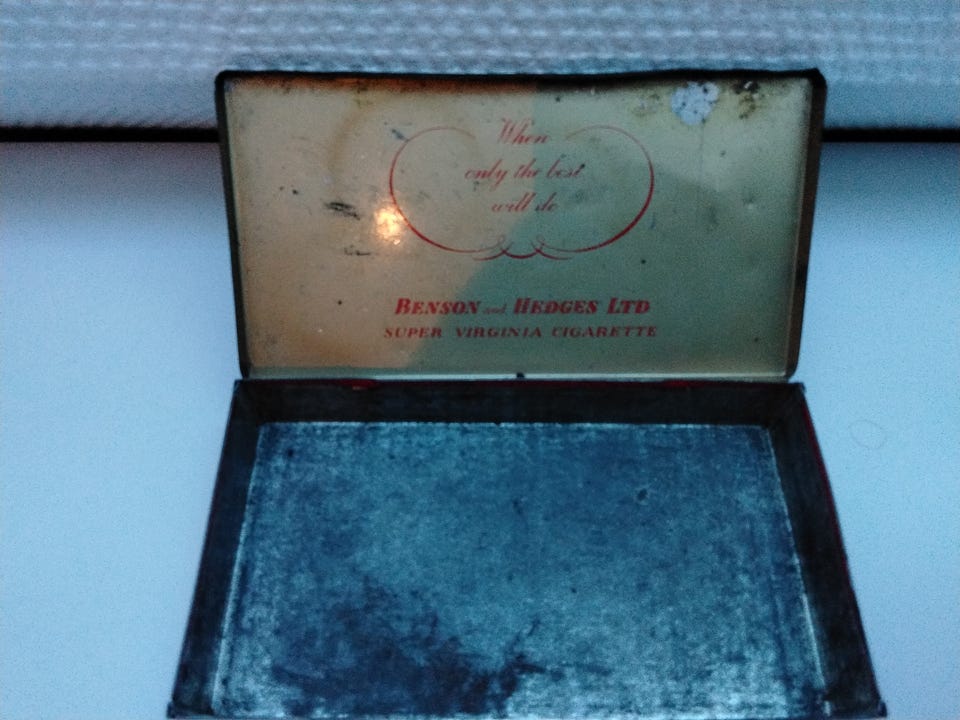 When
only the best
will do
BENSON and HEDGES LTD
SUPER VIRGINIA CIGARETTE